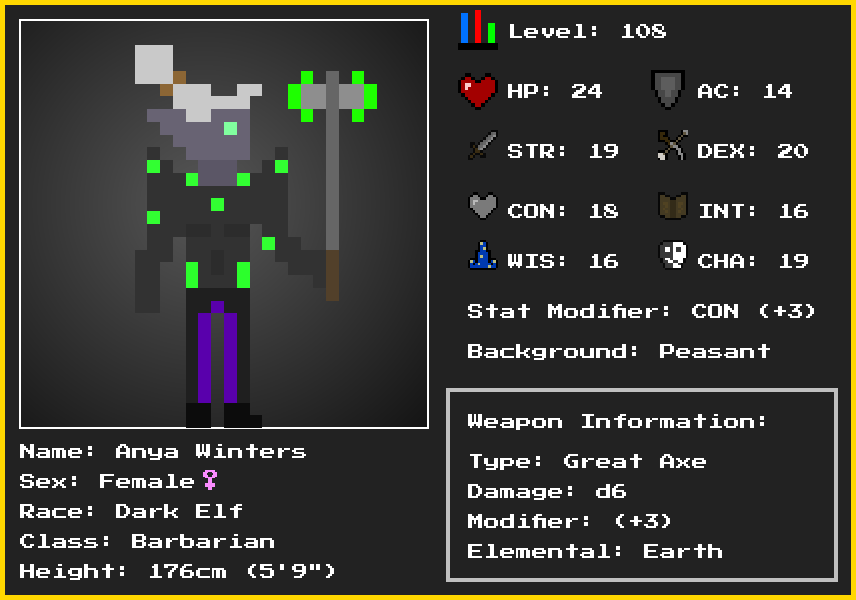 Level: 108
HP: 24
AC: 14
STR: 19
DEX: 20
CON: 18
INT: 16
WIS: 16
CHA: 19
Stat Modifier: CON (+3)
Background: Peasant
Weapon Information:
Type: Great Axe
Damage: d6
Modifier: (+3)
Elemental: Earth
Name: Anya Winters
Sex: Female♀
Race: Dark Elf
Class: Barbarian
Height: 176cm (5'9")